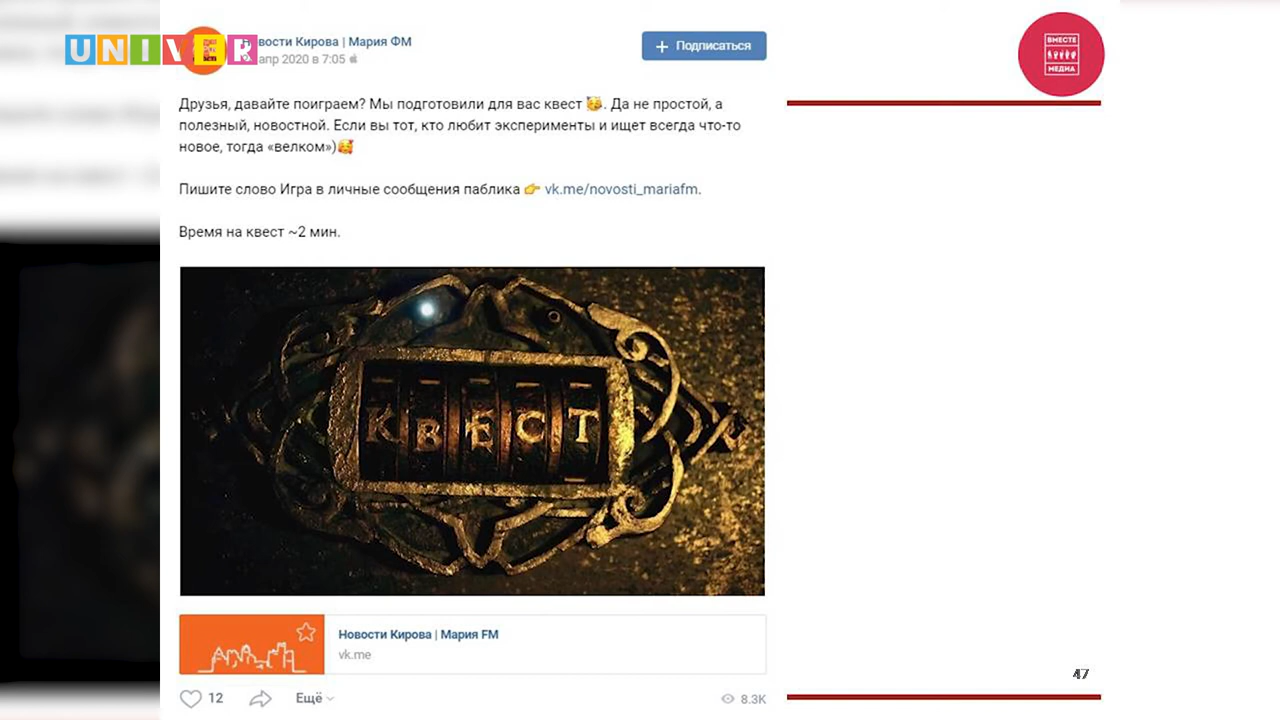 UNIVER
вости Кирова | Мария ФМ
апр 2020 в 7:05
Подписаться
ВМЕСТЕ
МЕДИА
Друзья, давайте поиграем? Мы подготовили для вас квест 🥳. Да не простой, а
полезный, новостной. Если вы тот, кто любит эксперименты и ищет всегда что-то
новое, тогда «велком»)🥰
Пишите слово Игра в личные сообщения паблика 👉 vk.me/novosti_mariafm.
Время на квест ~2 мин.
КВЕСТ
Новости Кирова | Мария FM
vk.me
12
Ещё
8.3K
47